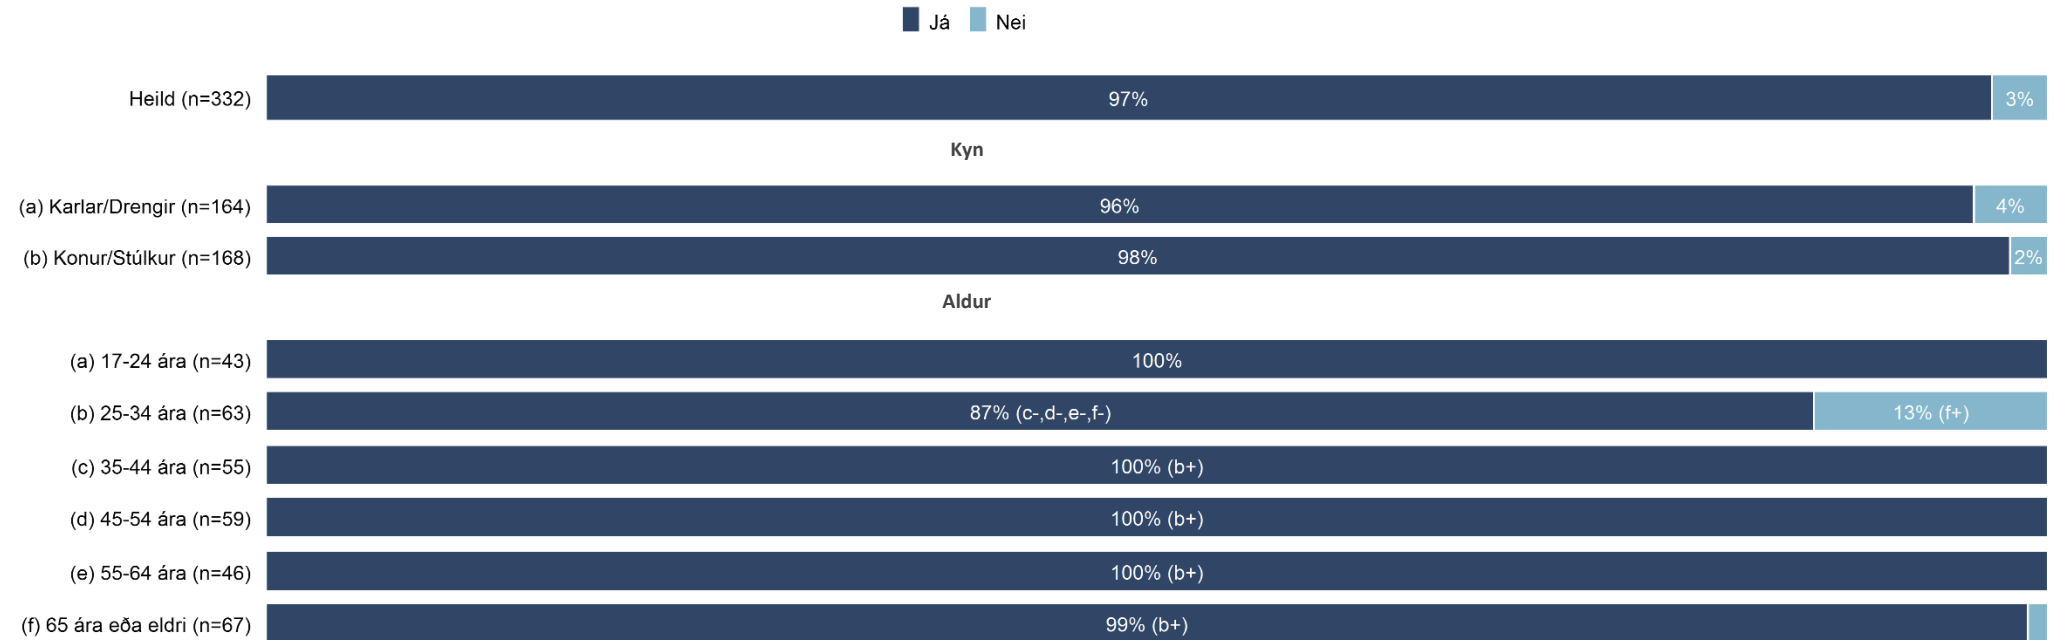 Já Nei
Heild (n=332) 97% 3%
Kyn
(a) Karlar/Drengir (n=164) 96% 4%
(b) Konur/Stúlkur (n=168) 98% 2%
Aldur
(a) 17-24 ára (n=43) 100%
(b) 25-34 ára (n=63) 87% (c-,d-,e-,f-) 13% (f+)
(c) 35-44 ára (n=55) 100% (b+)
(d) 45-54 ára (n=59) 100% (b+)
(e) 55-64 ára (n=46) 100% (b+)
(f) 65 ára eða eldri (n=67) 99% (b+)